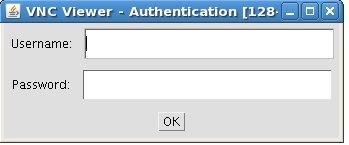 VNC Viewer - Authentication [128-
Username:
Password:
OK